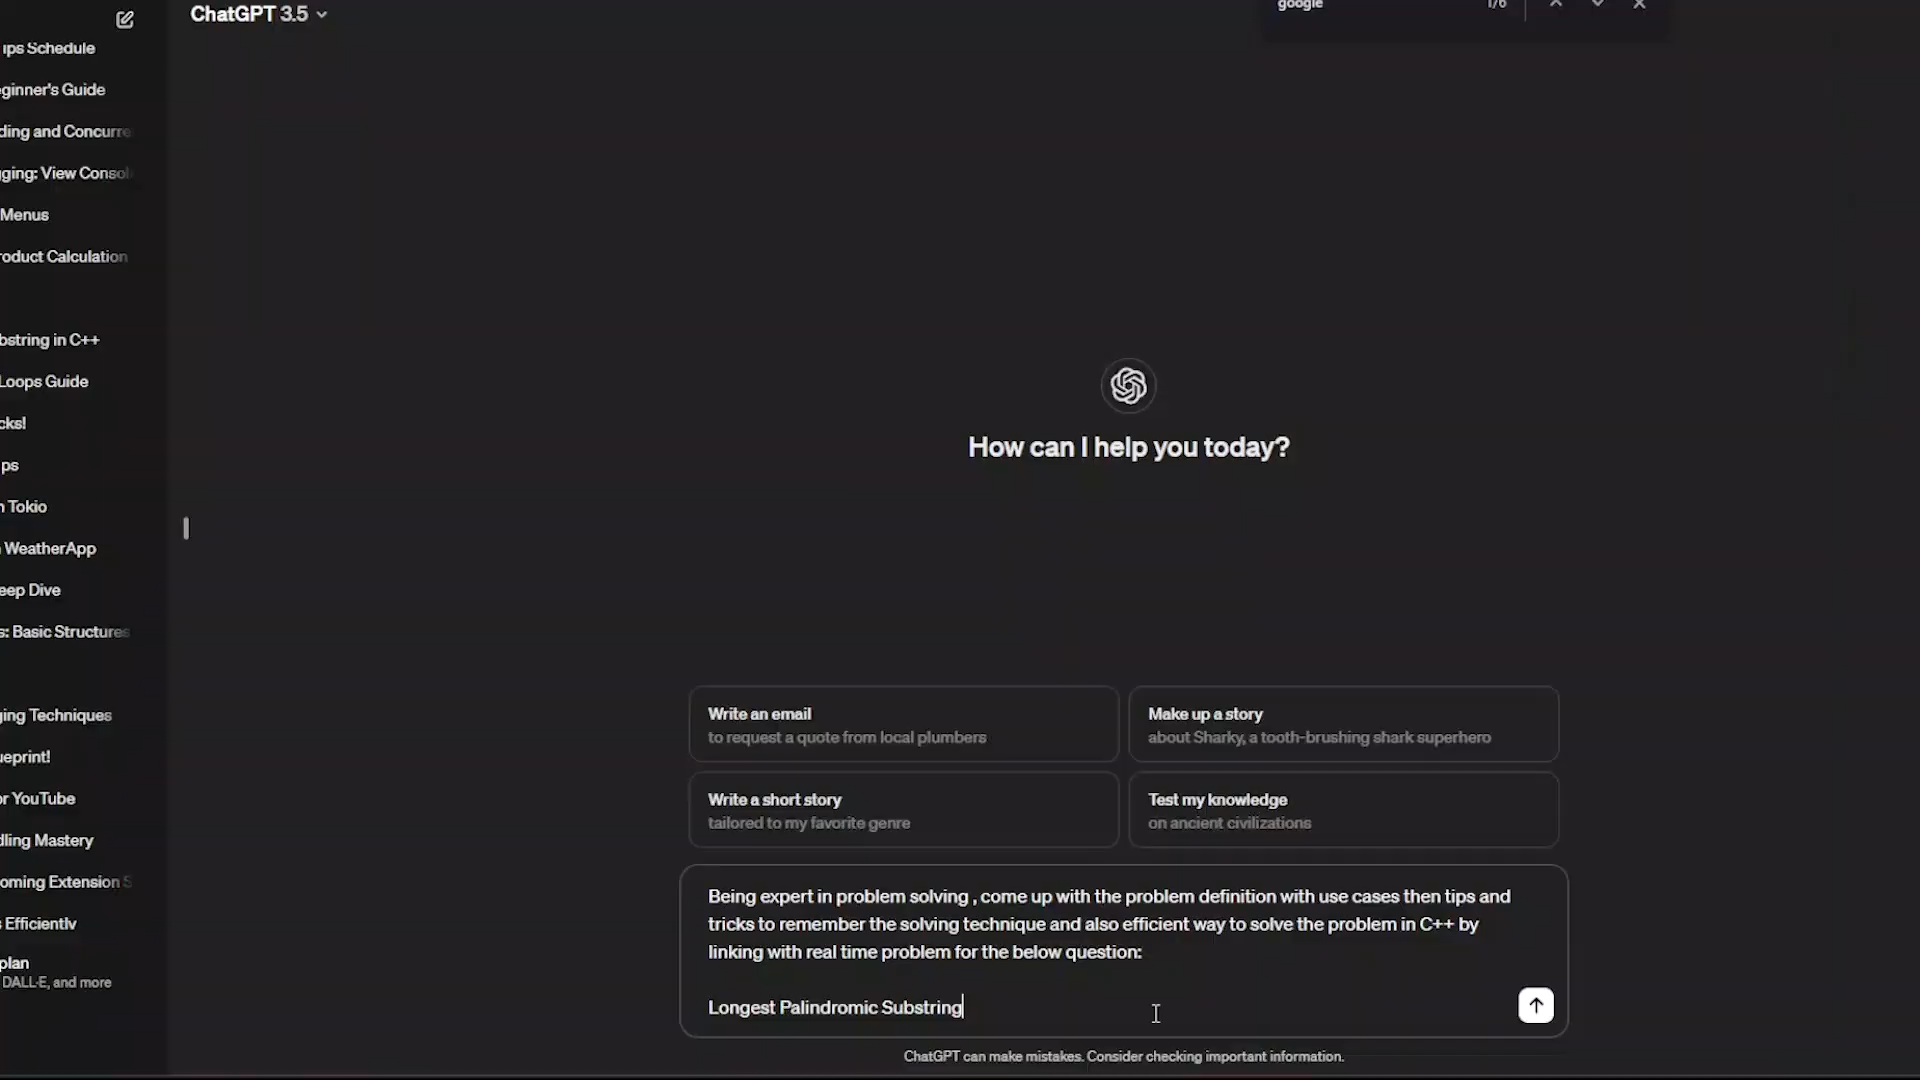 ChatGPT 3.5
google
1/6
ips Schedule
eginner's Guide
ding and Concurre
gging: View Consol
Menus
roduct Calculation
bstring in C++
Loops Guide
cks!
ps
n Tokio
WeatherApp
eep Dive
s: Basic Structures
ging Techniques
ueprint!
or YouTube
dling Mastery
oming Extension S
s Efficiently
plan
DALL·E, and more
How can I help you today?
Write an email
to request a quote from local plumbers
Make up a story
about Sharky, a tooth-brushing shark superhero
Write a short story
tailored to my favorite genre
Test my knowledge
on ancient civilizations
Being expert in problem solving , come up with the problem definition with use cases then tips and
tricks to remember the solving technique and also efficient way to solve the problem in C++ by
linking with real time problem for the below question:
Longest Palindromic Substring
ChatGPT can make mistakes. Consider checking important information.